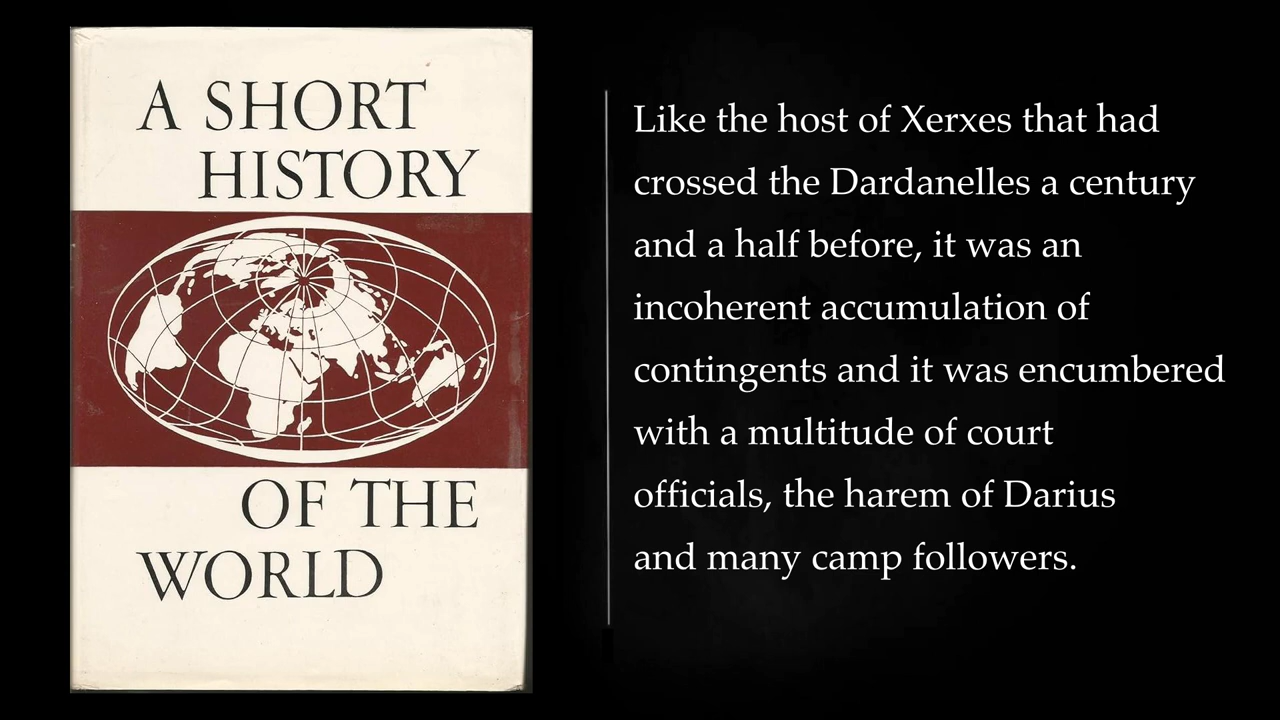 A SHORT
HISTORY
OF THE
WORLD
Like the host of Xerxes that had
crossed the Dardanelles a century
and a half before, it was an
incoherent accumulation of
contingents and it was encumbered
with a multitude of court
officials, the harem of Darius
and many camp followers.